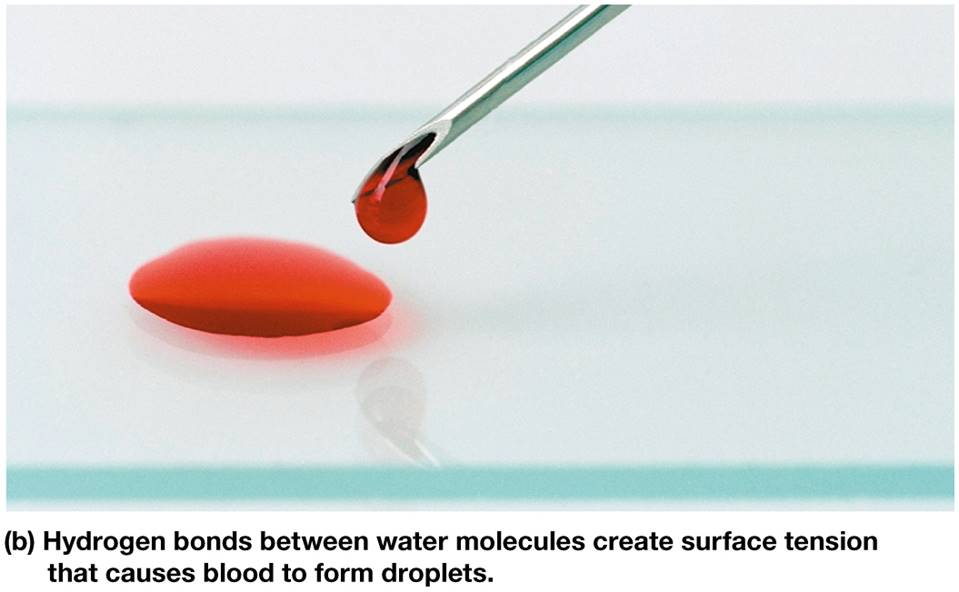 (b) Hydrogen bonds between water molecules create surface tension
that causes blood to form droplets.